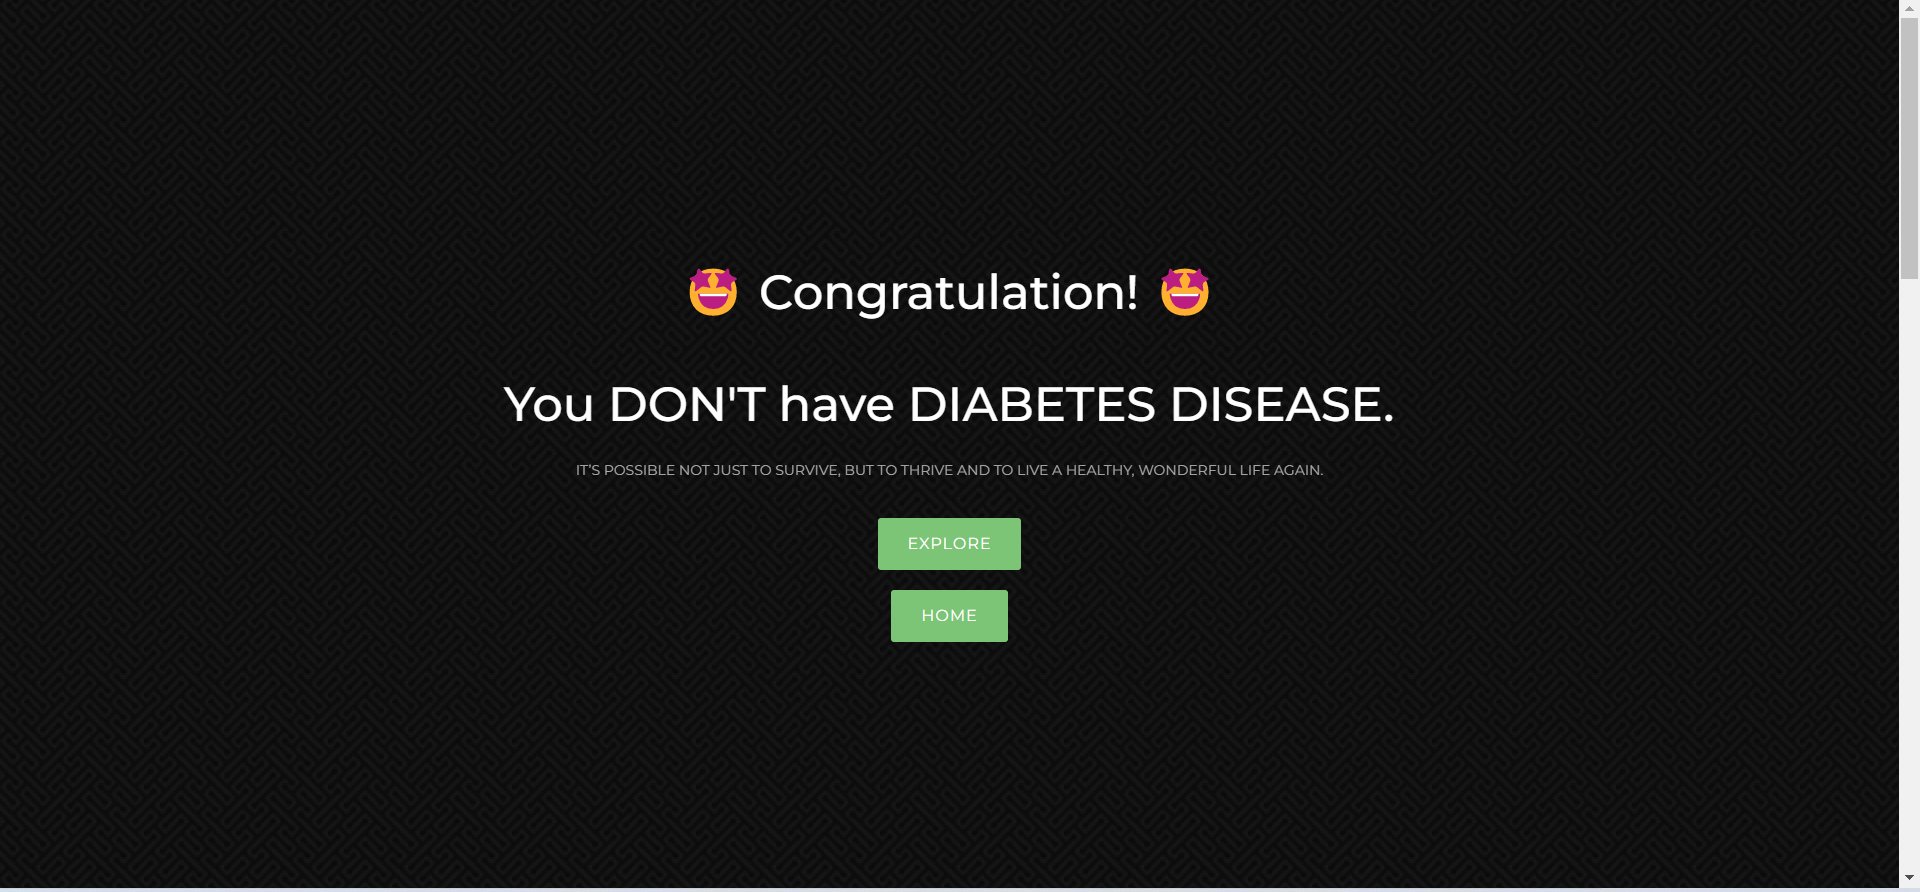 Congratulation!
You DON'T have DIABETES DISEASE.
IT’S POSSIBLE NOT JUST TO SURVIVE, BUT TO THRIVE AND TO LIVE A HEALTHY, WONDERFUL LIFE AGAIN.
EXPLORE
HOME